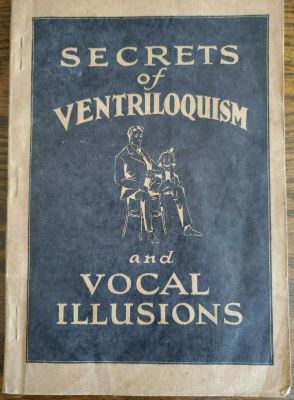 SECRETS
of
VENTRILOQUISM
and
VOCAL
ILLUSIONS